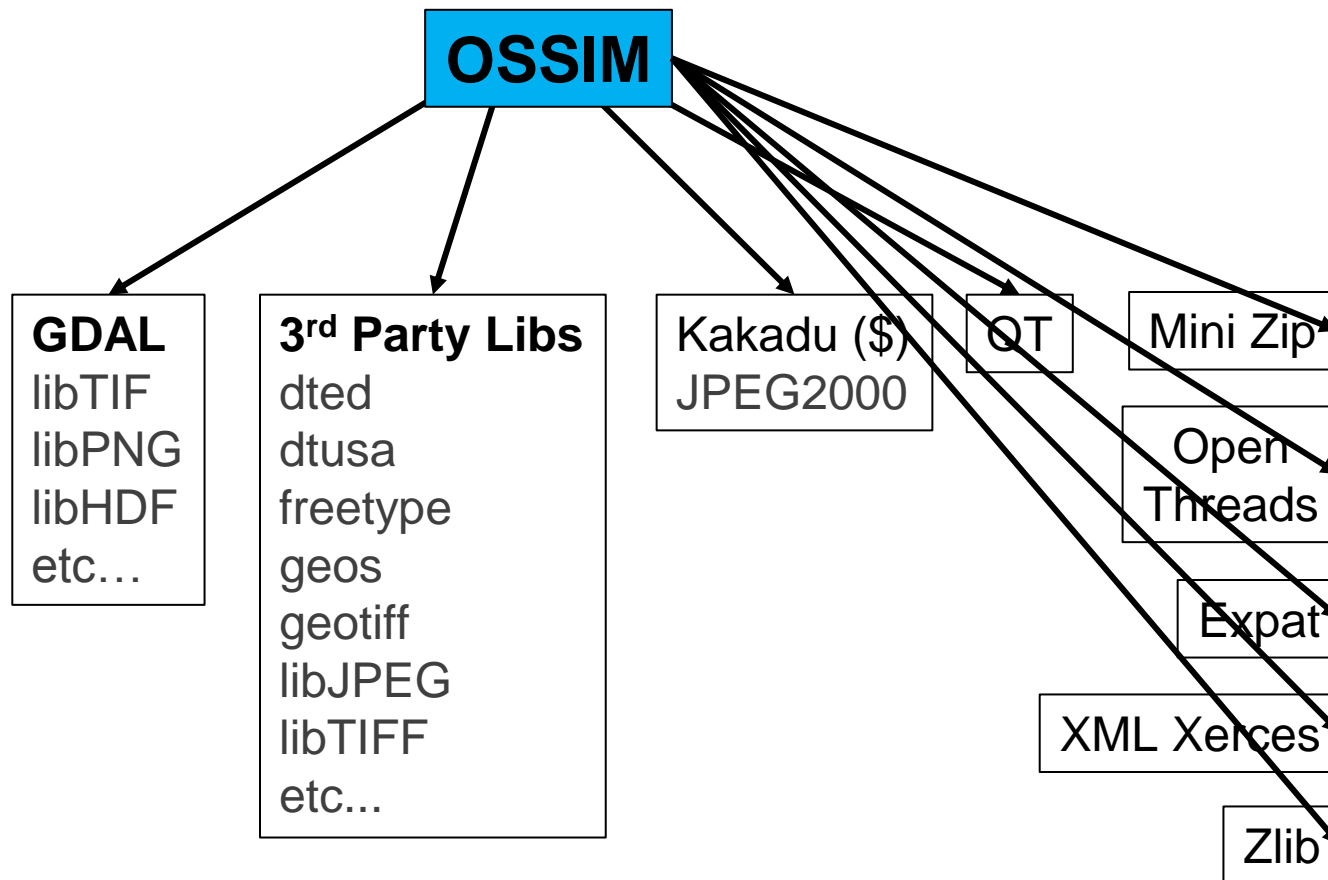 OSSIM
GDAL
libTIF
libPNG
libHDF
etc…
3rd Party Libs
dted
dtusa
freetype
geos
geotiff
libJPEG
libTIFF
etc...
Kakadu ($)
JPEG2000
QT
Mini Zip
Open
Threads
Expat
XML Xerces
Zlib